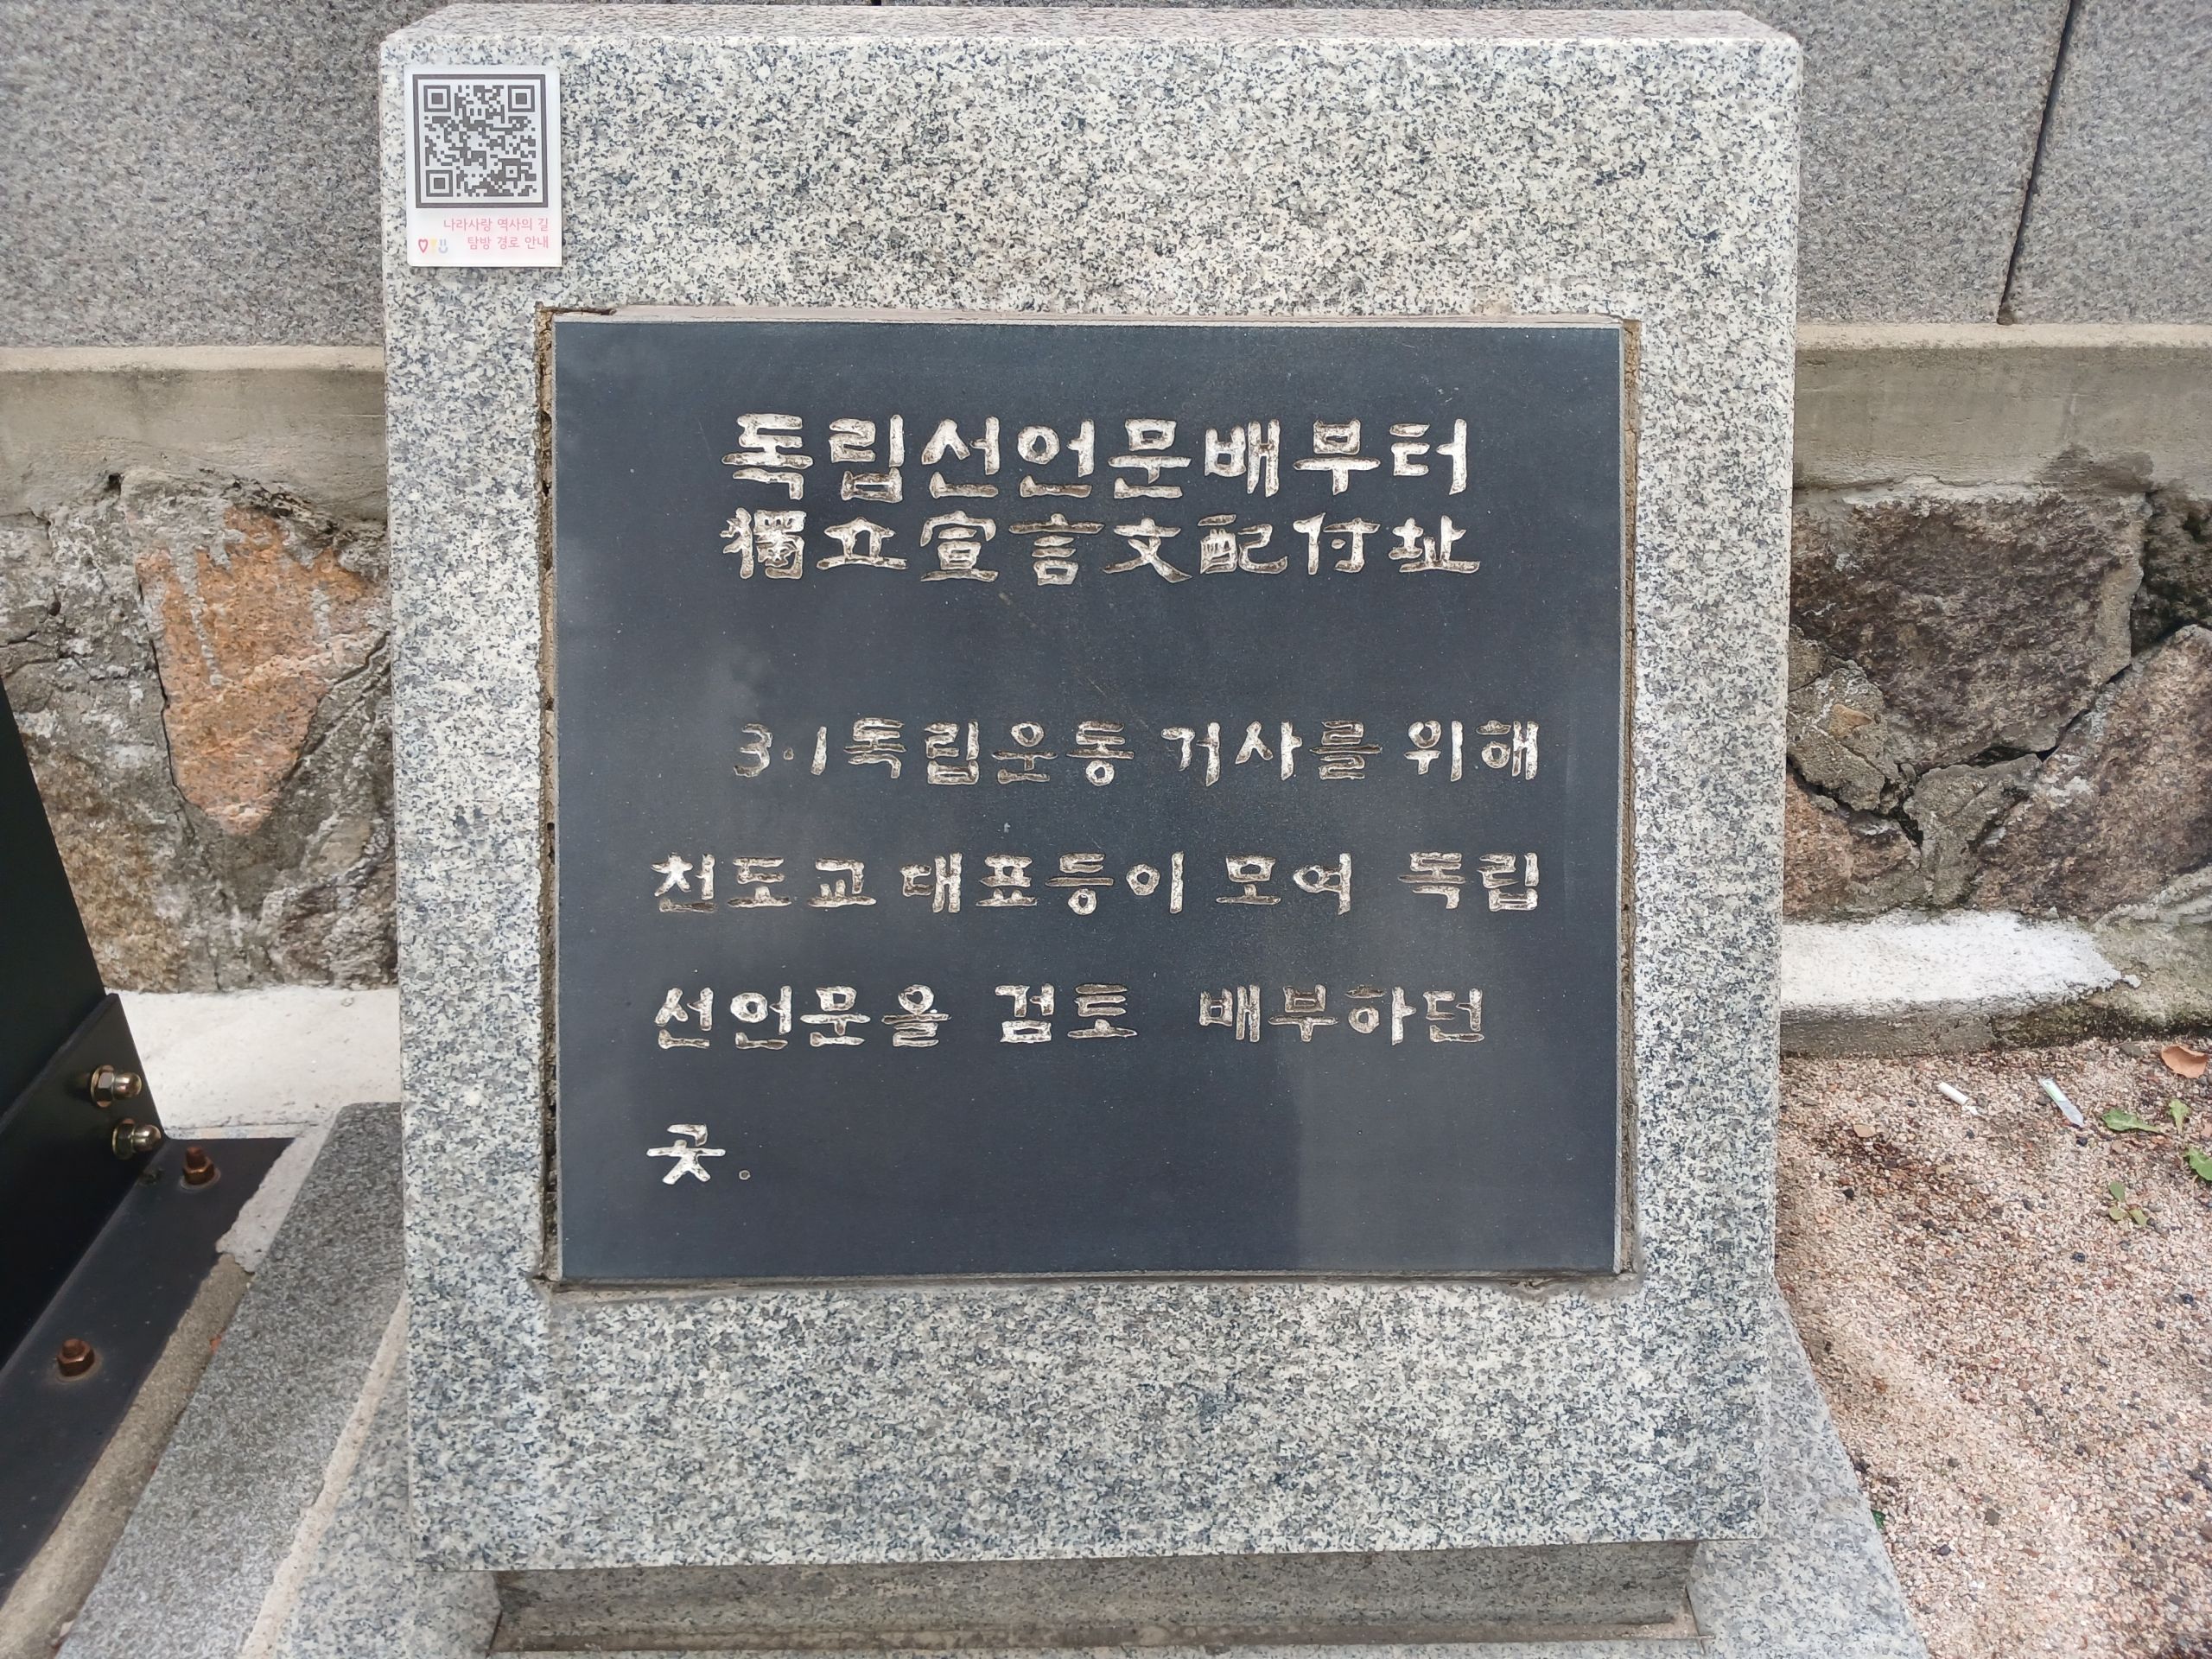 나라사랑 역사의 길
탐방 경로 안내
독립선언문배부터
獨立宣言文配付址
3·1독립운동 거사를 위해
천도교 대표등이 모여 독립
선언문을 검토 배부하던
곳.